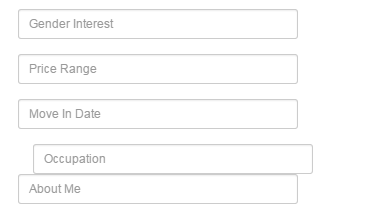 Gender Interest
Price Range
Move In Date
Occupation
About Me